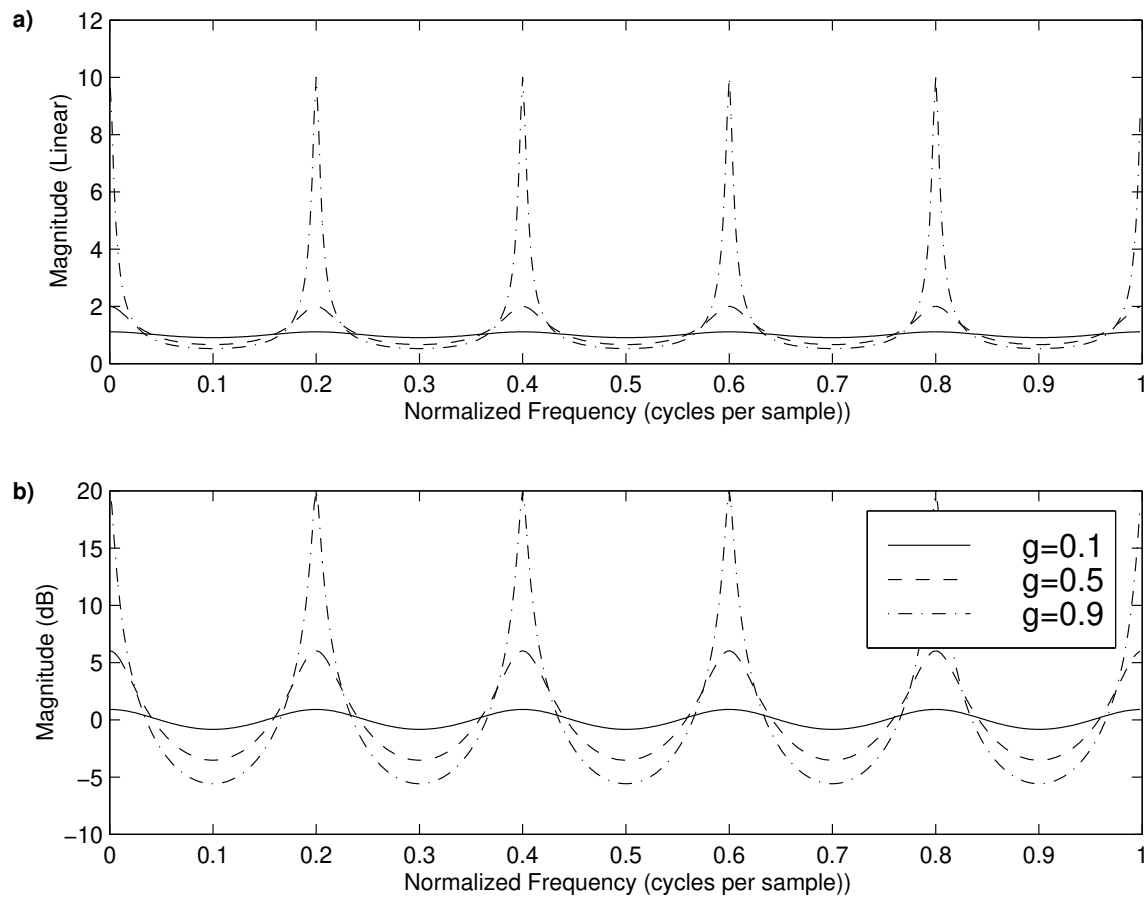 a)
12
10
8
6
4
2
0
Magnitude (Linear)
0 0.1 0.2 0.3 0.4 0.5 0.6 0.7 0.8 0.9 1
Normalized Frequency (cycles per sample))
b)
20
15
10
5
0
−5
−10
Magnitude (dB)
g=0.1
g=0.5
g=0.9
0 0.1 0.2 0.3 0.4 0.5 0.6 0.7 0.8 0.9 1
Normalized Frequency (cycles per sample))